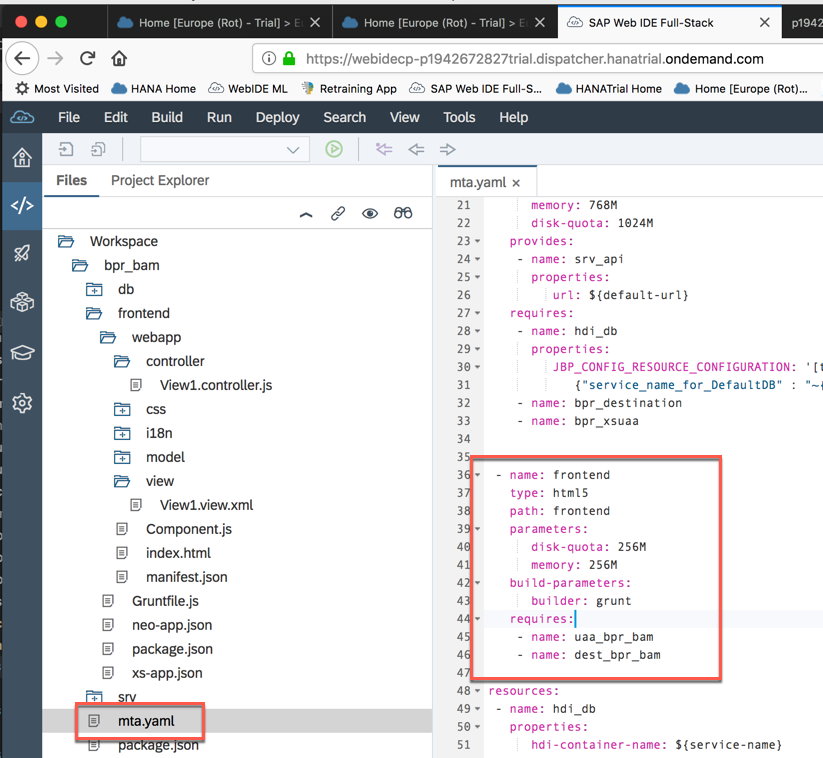 Home [Europe (Rot) - Trial] >
Home [Europe (Rot) - Trial] >
SAP Web IDE Full-Stack
p1942
https://webidecp-p1942672827trial.dispatcher.hanatrial.ondemand.com
Most Visited HANA Home WebIDE ML Retraining App SAP Web IDE Full-S... HANATrial Home Home [Europe (Rot)...
File Edit Build Run Deploy Search View Tools Help
Files Project Explorer
Workspace
bpr_bam
db
frontend
webapp
controller
View1.controller.js
css
i18n
model
view
View1.view.xml
Component.js
index.html
manifest.json
Gruntfile.js
neo-app.json
package.json
xs-app.json
srv
mta.yaml
package.json
mta.yaml ×
21 memory: 768M
22 disk-quota: 1024M
23 provides:
24 - name: srv_api
25 properties:
26 url: ${default-url}
27 requires:
28 - name: hdi_db
29 properties:
30 JBP_CONFIG_RESOURCE_CONFIGURATION: '[
31 {"service_name_for_DefaultDB" : "~
32 - name: bpr_destination
33 - name: bpr_xsuaa
34
35
36 - name: frontend
37 type: html5
38 path: frontend
39 parameters:
40 disk-quota: 256M
41 memory: 256M
42 build-parameters:
43 builder: grunt
44 requires:
45 - name: uaa_bpr_bam
46 - name: dest_bpr_bam
47
48 resources:
49 - name: hdi_db
50 properties:
51 hdi-container-name: ${service-name}